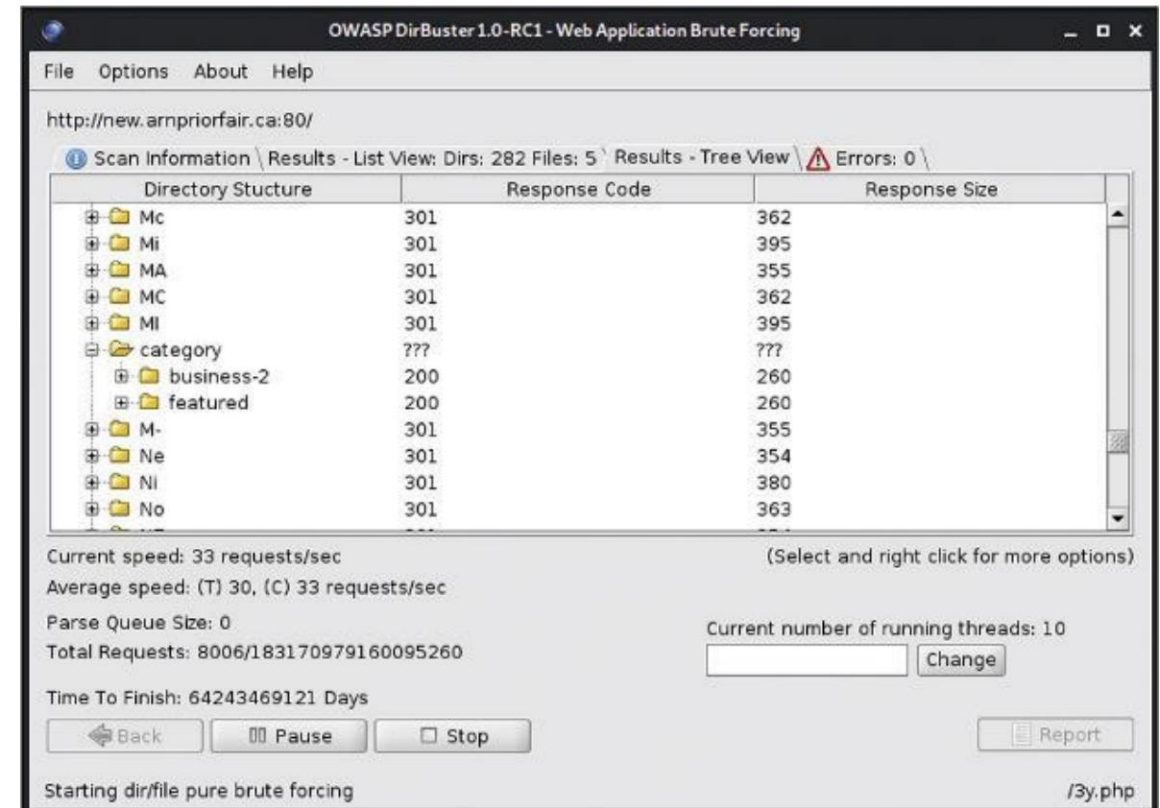 OWASP DirBuster 1.0-RC1 - Web Application Brute Forcing
File Options About Help
http://new.arnpriorfair.ca:80/
Scan Information \ Results - List View: Dirs: 282 Files: 5 \ Results - Tree View \ Errors: 0 \
Directory Stucture Response Code Response Size
Mc 301 362
Mi 301 395
MA 301 355
MC 301 362
MI 301 395
category ??? ???
business-2 200 260
featured 200 260
M- 301 355
Ne 301 354
Ni 301 380
No 301 363
Current speed: 33 requests/sec (Select and right click for more options)
Average speed: (T) 30, (C) 33 requests/sec
Parse Queue Size: 0
Current number of running threads: 10
Total Requests: 8006/183170979160095260
Change
Time To Finish: 64243469121 Days
Back Pause Stop Report
Starting dir/file pure brute forcing /3y.php